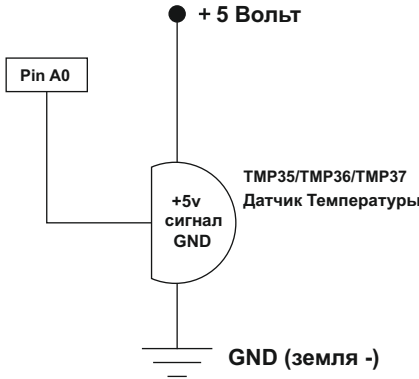 + 5 Вольт
Pin A0
TMP35/TMP36/TMP37
Датчик Температуры
+5v
сигнал
GND
GND (земля -)